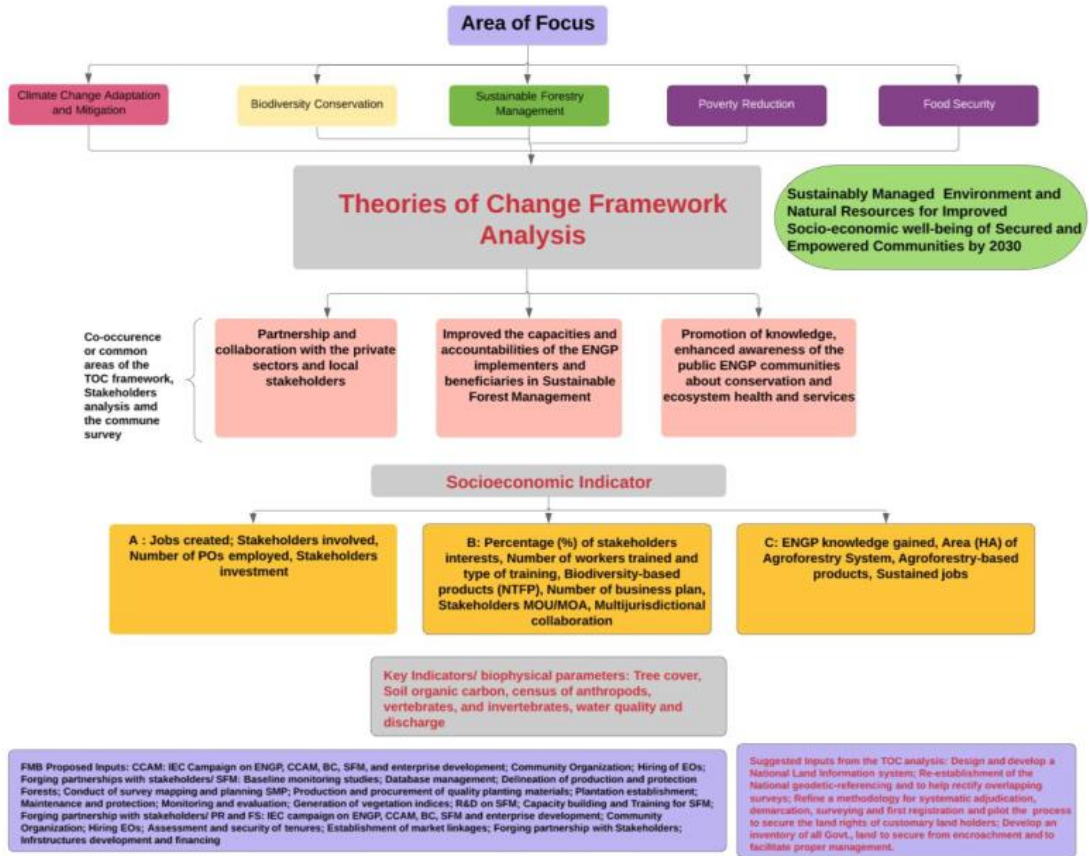 Area of Focus
Climate Change Adaptation
and Mitigation
Biodiversity Conservation
Sustainable Forestry
Management
Poverty Reduction
Food Security
Theories of Change Framework
Analysis
Sustainably Managed Environment and
Natural Resources for Improved
Socio-economic well-being of Secured and
Empowered Communities by 2030
Co-occurence
or common
areas of the
TOC framework,
Stakeholders
analysis amd
the commune
survey
Partnership and
collaboration with the private
sectors and local
stakeholders
Improved the capacities and
accountabilities of the ENGP
implementers and
beneficiaries in Sustainable
Forest Management
Promotion of knowledge,
enhanced awareness of the
public ENGP communities
about conservation and
ecosystem health and services
Socioeconomic Indicator
A : Jobs created; Stakeholders involved,
Number of POs employed, Stakeholders
investment
B: Percentage (%) of stakeholders
interests, Number of workers trained and
type of training, Biodiversity-based
products (NTFP), Number of business plan,
Stakeholders MOU/MOA, Multijurisdictional
collaboration
C: ENGP knowledge gained, Area (HA) of
Agroforestry System, Agroforestry-based
products, Sustained jobs
Key Indicators/ biophysical parameters: Tree cover,
Soil organic carbon, census of anthropods,
vertebrates, and invertebrates, water quality and
discharge
FMB Proposed Inputs: CCAM: IEC Campaign on ENGP, CCAM, BC, SFM, and enterprise development; Community Organization; Hiring of EOs;
Forging partnerships with stakeholders/ SFM: Baseline monitoring studies; Database management; Delineation of production and protection
Forests; Conduct of survey mapping and planning SMP; Production and procurement of quality planting materials; Plantation establishment;
Maintenance and protection; Monitoring and evaluation; Generation of vegetation indices; R&D on SFM; Capacity building and Training for SFM;
Forging partnership with stakeholders/ PR and FS: IEC campaign on ENGP, CCAM, BC, SFM and enterprise development; Community
Organization; Hiring EOs; Assessment and security of tenures; Establishment of market linkages; Forging partnership with Stakeholders;
Infrstructures development and financing
Suggested Inputs from the TOC analysis: Design and develop a
National Land Information system; Re-establishment of the
National geodetic-referencing and to help rectify overlapping
surveys; Refine a methodology for systematic adjudication,
demarcation, surveying and first registration and pilot the process
to secure the land rights of customary land holders; Develop an
inventory of all Govt., land to secure from encroachment and to
facilitate proper management.